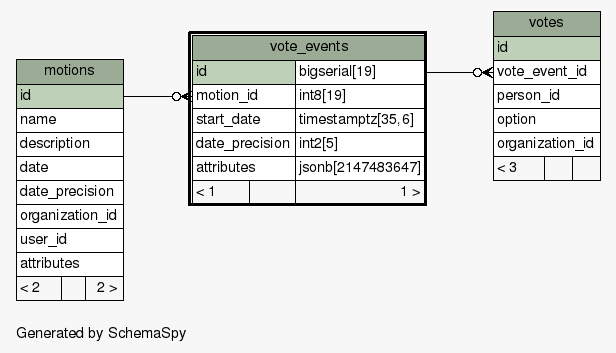 motions
id
name
description
date
date_precision
organization_id
user_id
attributes
< 2 2 >
vote_events
id bigserial[19]
motion_id int8[19]
start_date timestamptz[35,6]
date_precision int2[5]
attributes jsonb[2147483647]
< 1 1 >
votes
id
vote_event_id
person_id
option
organization_id
< 3
Generated by SchemaSpy